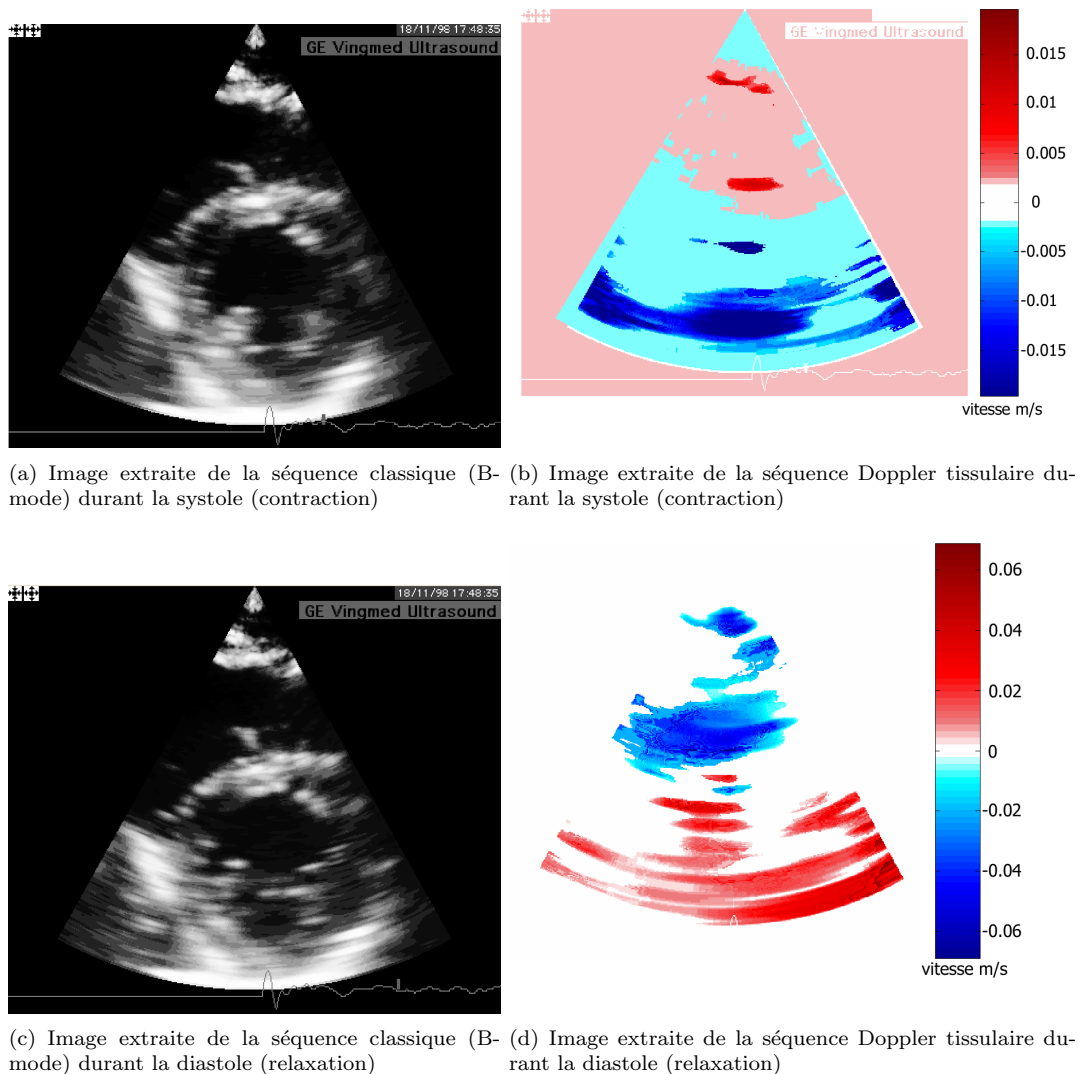 18/11/98 17:48:35
GE Vingmed Ultrasound
GE Vingmed Ultrasound
0.015
0.01
0.005
0
-0.005
-0.01
-0.015
vitesse m/s
(a) Image extraite de la séquence classique (B-
mode) durant la systole (contraction)
(b) Image extraite de la séquence Doppler tissulaire du-
rant la systole (contraction)
18/11/98 17:48:35
GE Vingmed Ultrasound
0.06
0.04
0.02
0
-0.02
-0.04
-0.06
vitesse m/s
(c) Image extraite de la séquence classique (B-
mode) durant la diastole (relaxation)
(d) Image extraite de la séquence Doppler tissulaire du-
rant la diastole (relaxation)